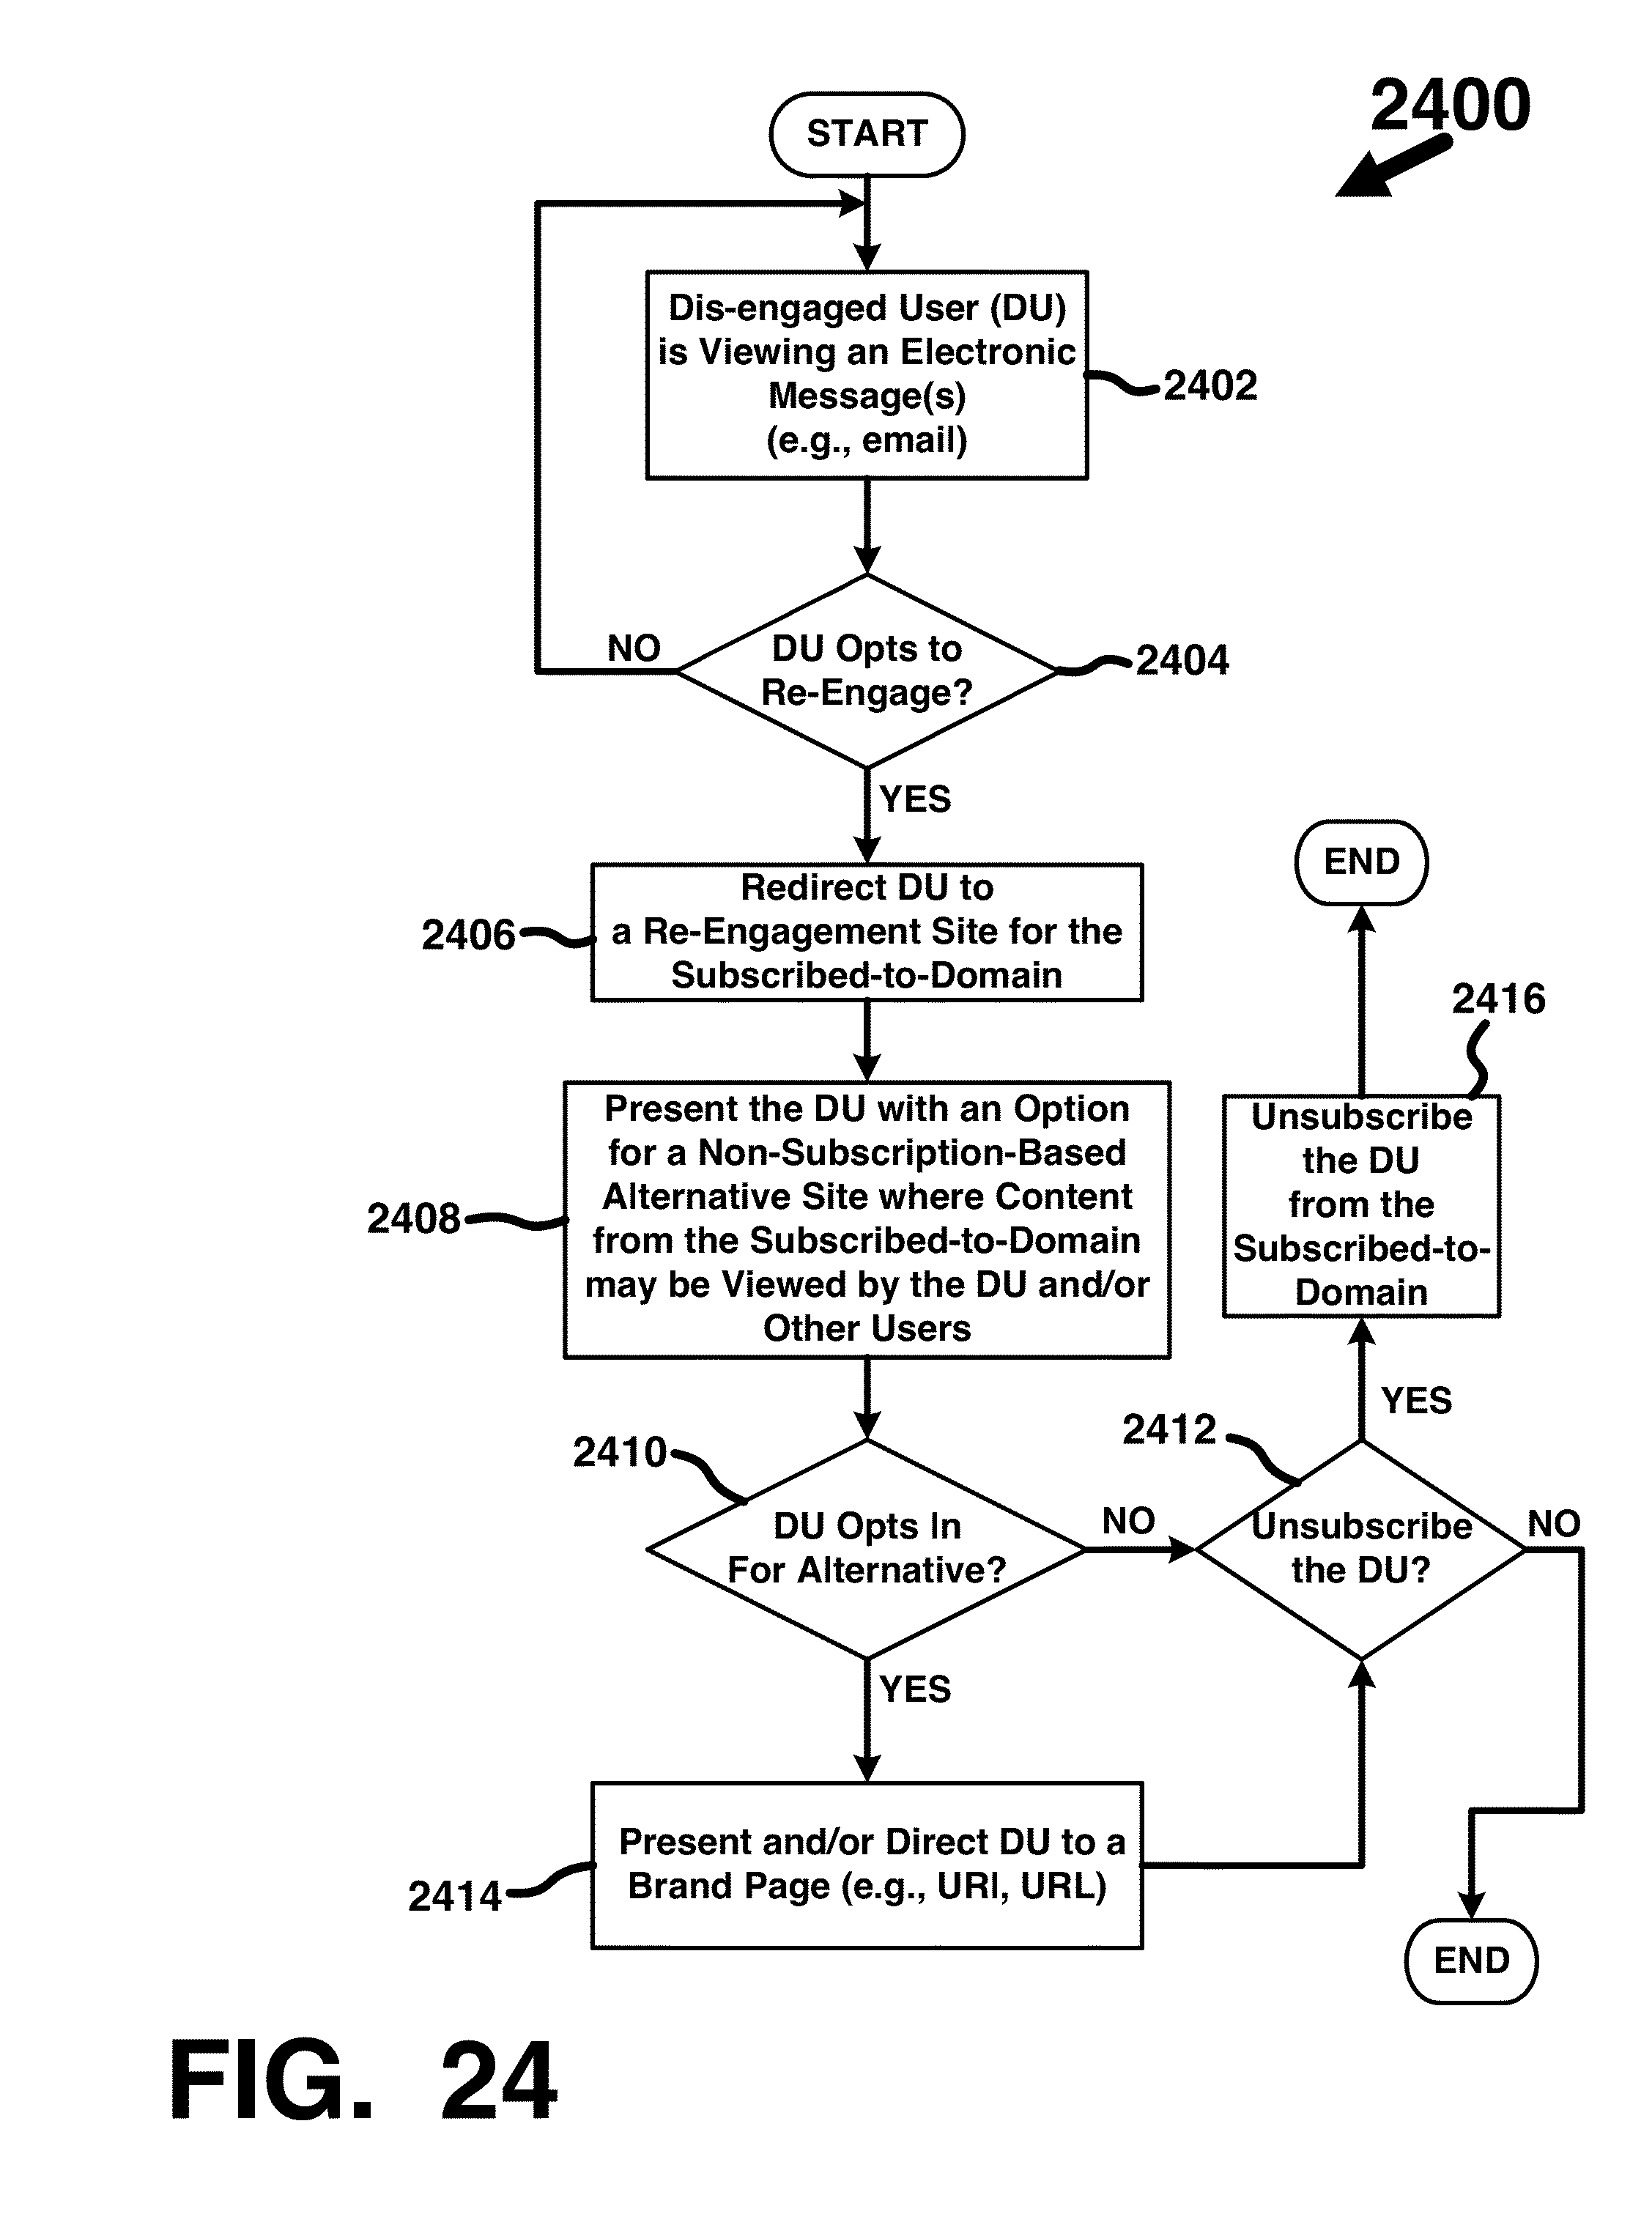 2400
START
Dis-engaged User (DU)
is Viewing an Electronic
Message(s)
(e.g., email)
2402
NO
DU Opts to
Re-Engage?
2404
YES
2406
Redirect DU to
a Re-Engagement Site for the
Subscribed-to-Domain
END
2416
2408
Present the DU with an Option
for a Non-Subscription-Based
Alternative Site where Content
from the Subscribed-to-Domain
may be Viewed by the DU and/or
Other Users
Unsubscribe
the DU
from the
Subscribed-to-
Domain
YES
2410
DU Opts In
For Alternative?
NO
2412
Unsubscribe
the DU?
NO
YES
2414
Present and/or Direct DU to a
Brand Page (e.g., URI, URL)
END
FIG. 24